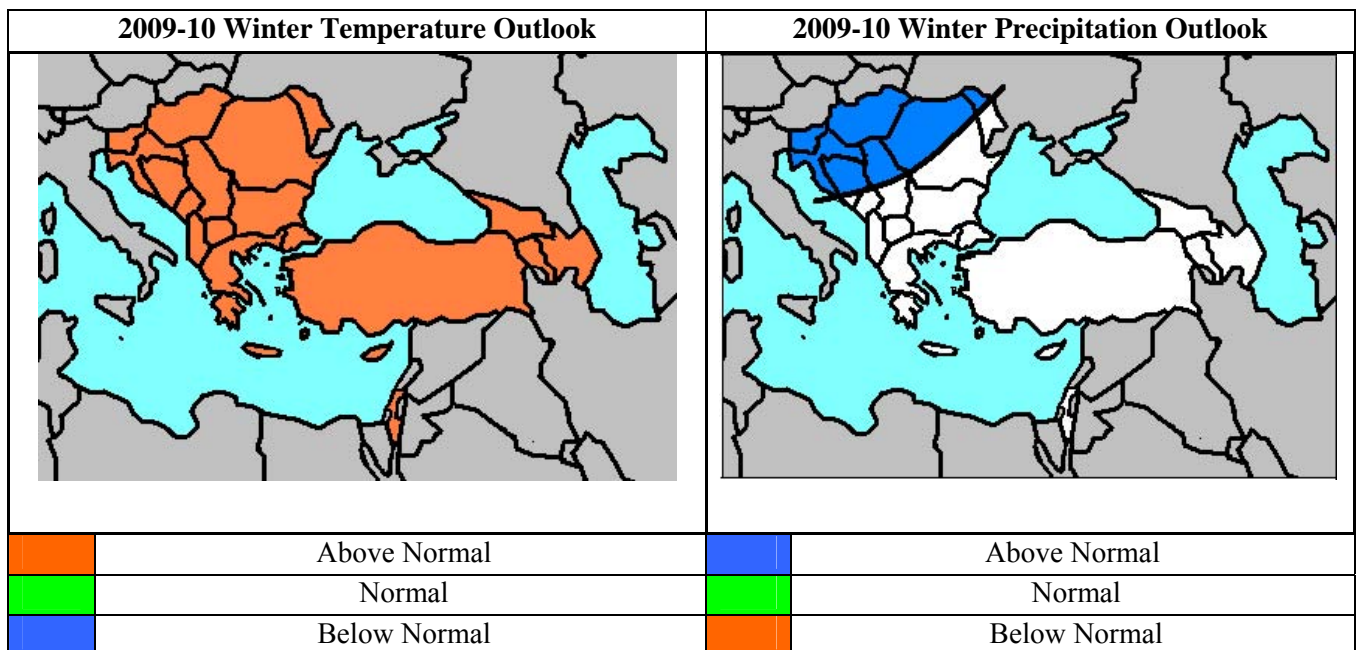 2009-10 Winter Temperature Outlook
2009-10 Winter Precipitation Outlook
Above Normal
Above Normal
Normal
Normal
Below Normal
Below Normal